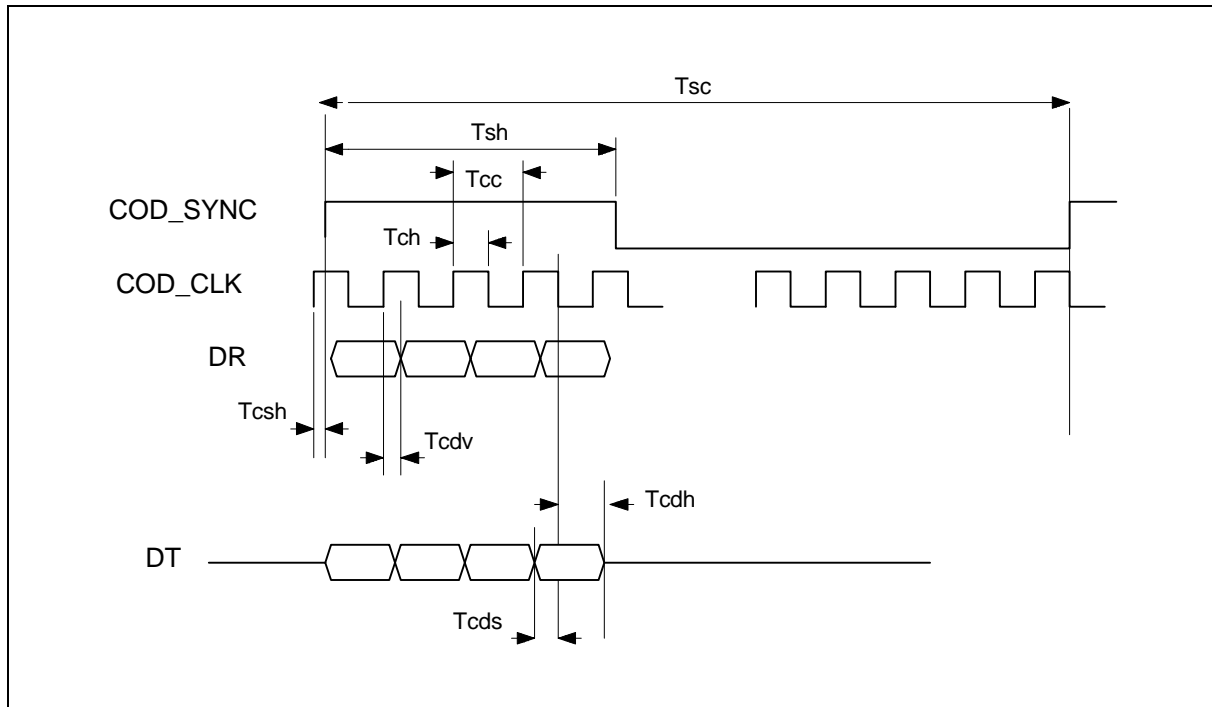 Tsc
Tsh
Tcc
COD_SYNC
Tch
COD_CLK
DR
Tcsh
Tcdv
Tcdh
DT
Tcds